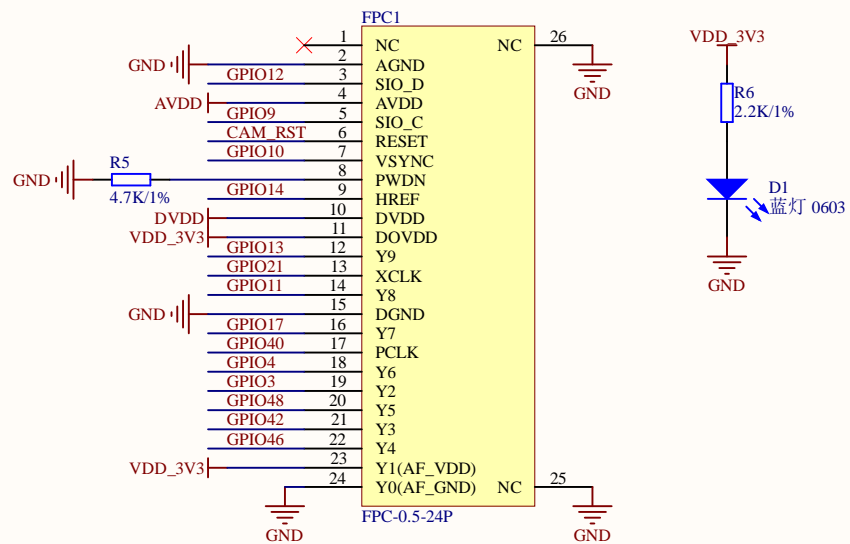 FPC1
1 NC NC 26
GND 2 AGND
GPIO12 3 SIO_D GND
AVDD 4 AVDD
GPIO9 5 SIO_C
CAM_RST 6 RESET
GPIO10 7 VSYNC
R5
GND 8 PWDN
4.7K/1%
GPIO14 9 HREF
DVDD 10 DVDD
VDD_3V3 11 DOVDD
GPIO13 12 Y9
GPIO21 13 XCLK
GPIO11 14 Y8
GND 15 DGND
GPIO17 16 Y7
GPIO40 17 PCLK
GPIO4 18 Y6
GPIO3 19 Y2
GPIO48 20 Y5
GPIO42 21 Y3
GPIO46 22 Y4
VDD_3V3 23 Y1(AF_VDD)
24 Y0(AF_GND) NC 25
GND GND
FPC-0.5-24P
VDD_3V3
R6
2.2K/1%
D1
蓝灯 0603
GND